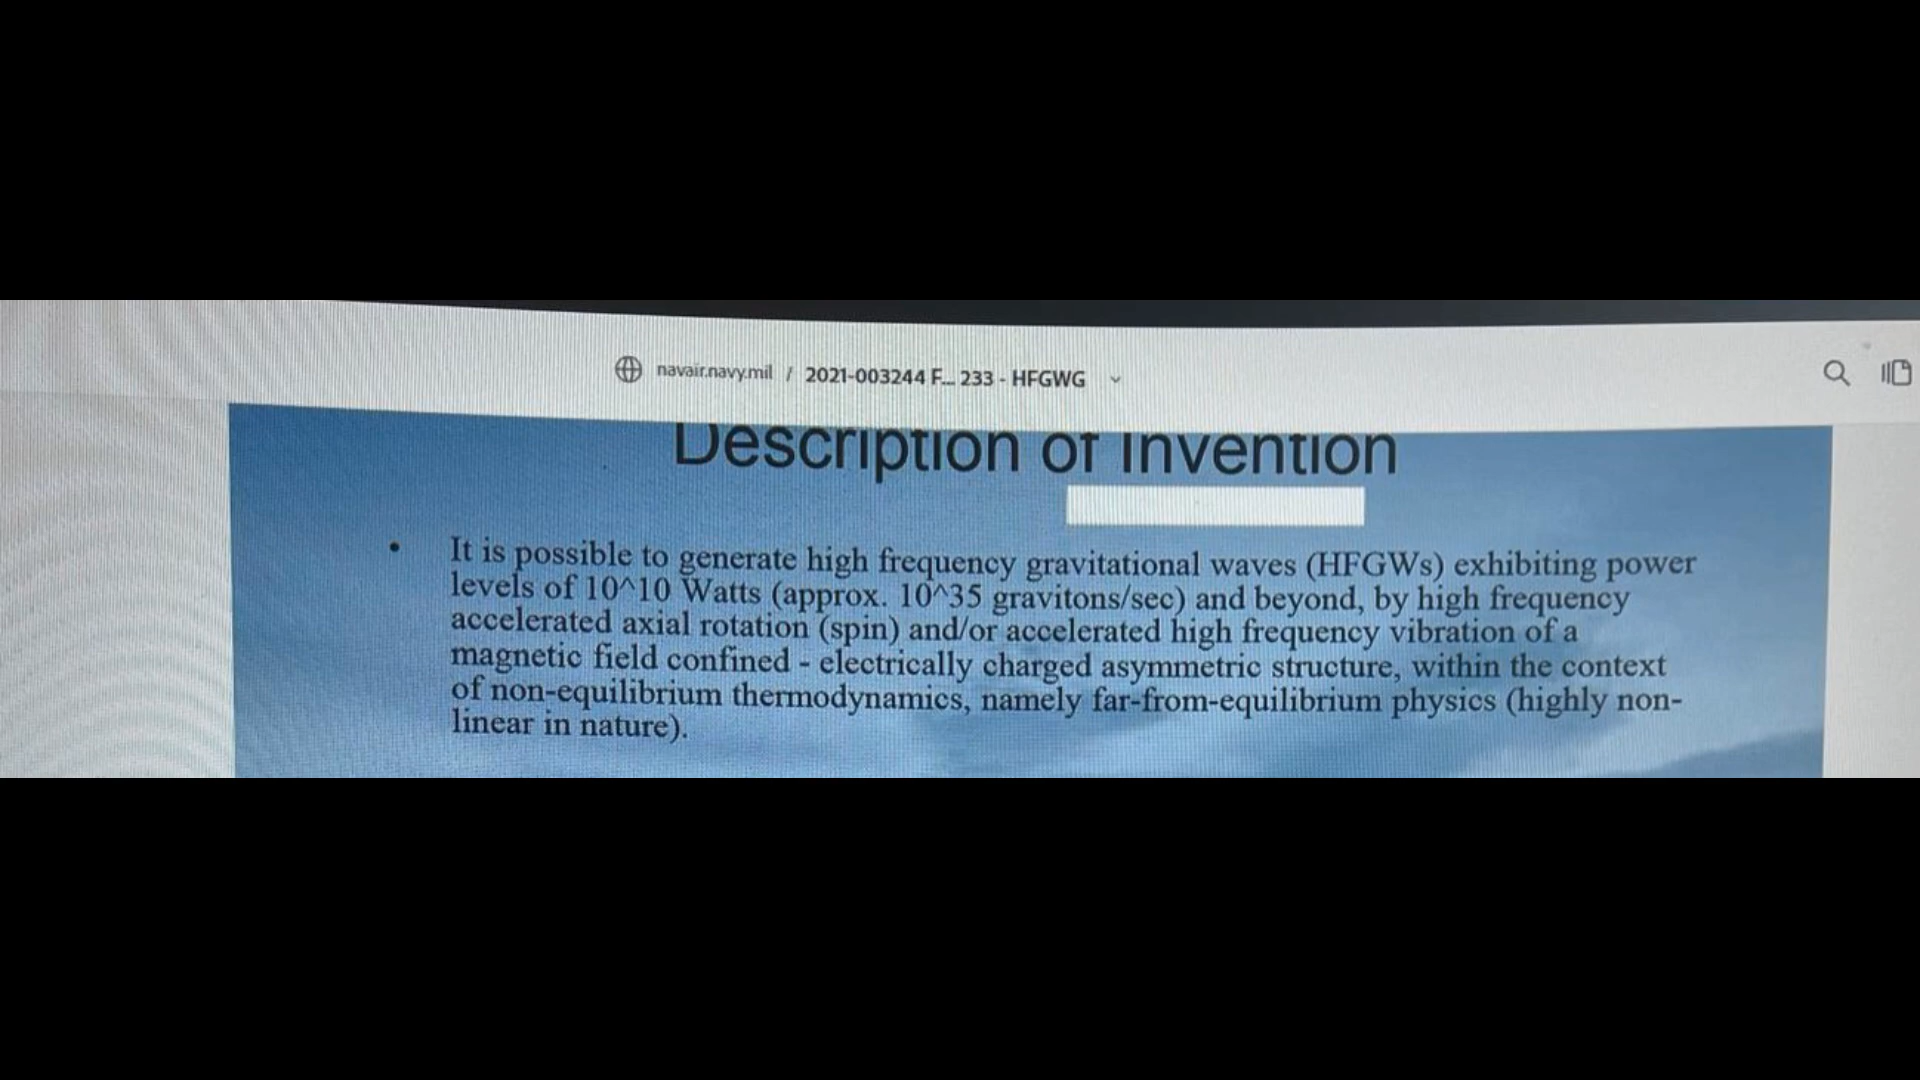 navair.navy.mil / 2021-003244 F... 233 - HFGWG
Description of Invention
• It is possible to generate high frequency gravitational waves (HFGWs) exhibiting power
levels of 10^10 Watts (approx. 10^35 gravitons/sec) and beyond, by high frequency
accelerated axial rotation (spin) and/or accelerated high frequency vibration of a
magnetic field confined - electrically charged asymmetric structure, within the context
of non-equilibrium thermodynamics, namely far-from-equilibrium physics (highly non-
linear in nature).